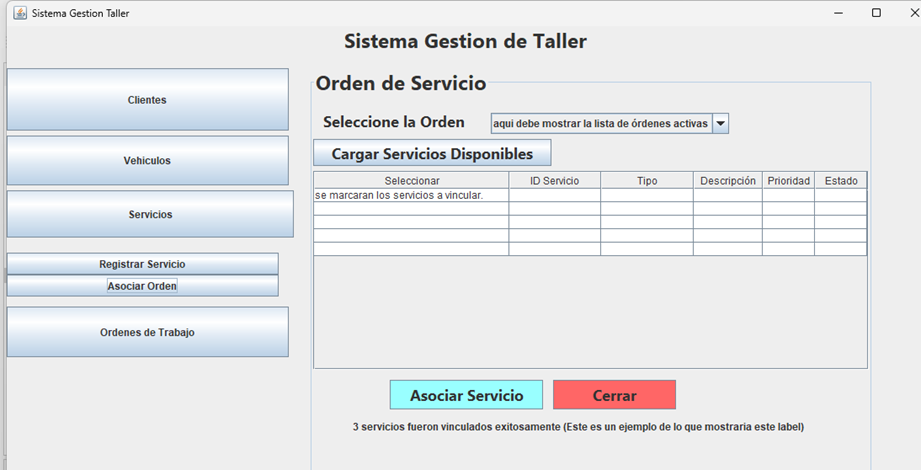 Sistema Gestion Taller
Sistema Gestion de Taller
Clientes
Vehiculos
Servicios
Registrar Servicio
Asociar Orden
Ordenes de Trabajo
Orden de Servicio
Seleccione la Orden
aqui debe mostrar la lista de órdenes activas
Cargar Servicios Disponibles
Seleccionar ID Servicio Tipo Descripción Prioridad Estado
se marcaran los servicios a vincular.
Asociar Servicio Cerrar
3 servicios fueron vinculados exitosamente (Este es un ejemplo de lo que mostraria este label)